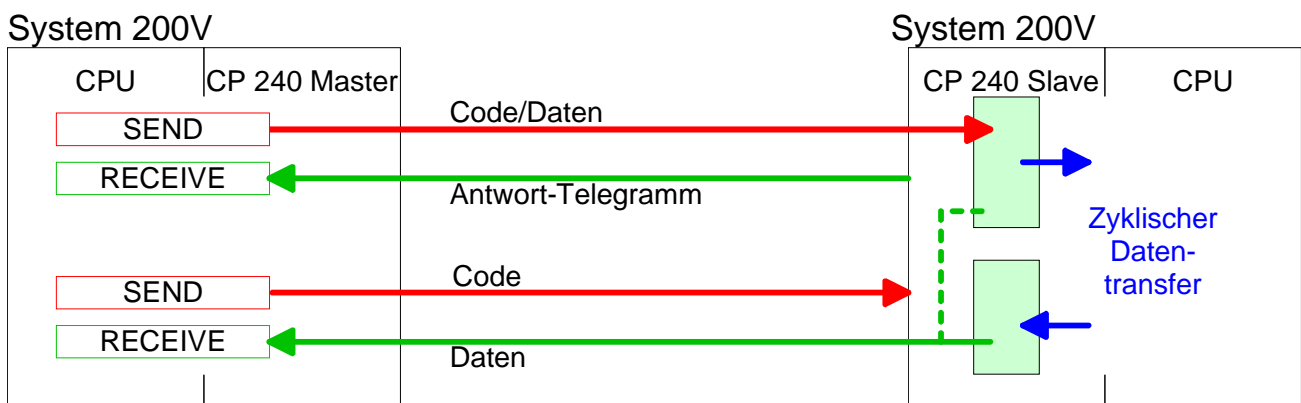 System 200V
System 200V
CPU
CP 240 Master
CP 240 Slave
CPU
SEND
Code/Daten
RECEIVE
Antwort-Telegramm
Zyklischer
Daten-
transfer
SEND
Code
RECEIVE
Daten